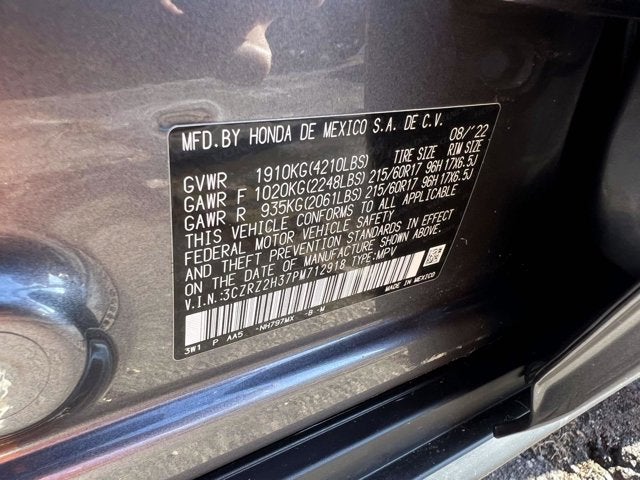 MFD. BY HONDA DE MEXICO S.A. DE C.V. 08/'22
TIRE SIZE RIM SIZE
GVWR 1910KG(4210LBS)
GAWR F 1020KG(2248LBS) 215/60R17 96H 17X6.5J
GAWR R 935KG(2061LBS) 215/60R17 96H 17X6.5J
THIS VEHICLE CONFORMS TO ALL APPLICABLE
FEDERAL MOTOR VEHICLE SAFETY
AND THEFT PREVENTION STANDARDS IN EFFECT
ON THE DATE OF MANUFACTURE SHOWN ABOVE.
V.I.N.:3CZRZ2H37PM712918 TYPE:MPV
MADE IN MEXICO
3W1 P AA5 -NH797MX -B -M